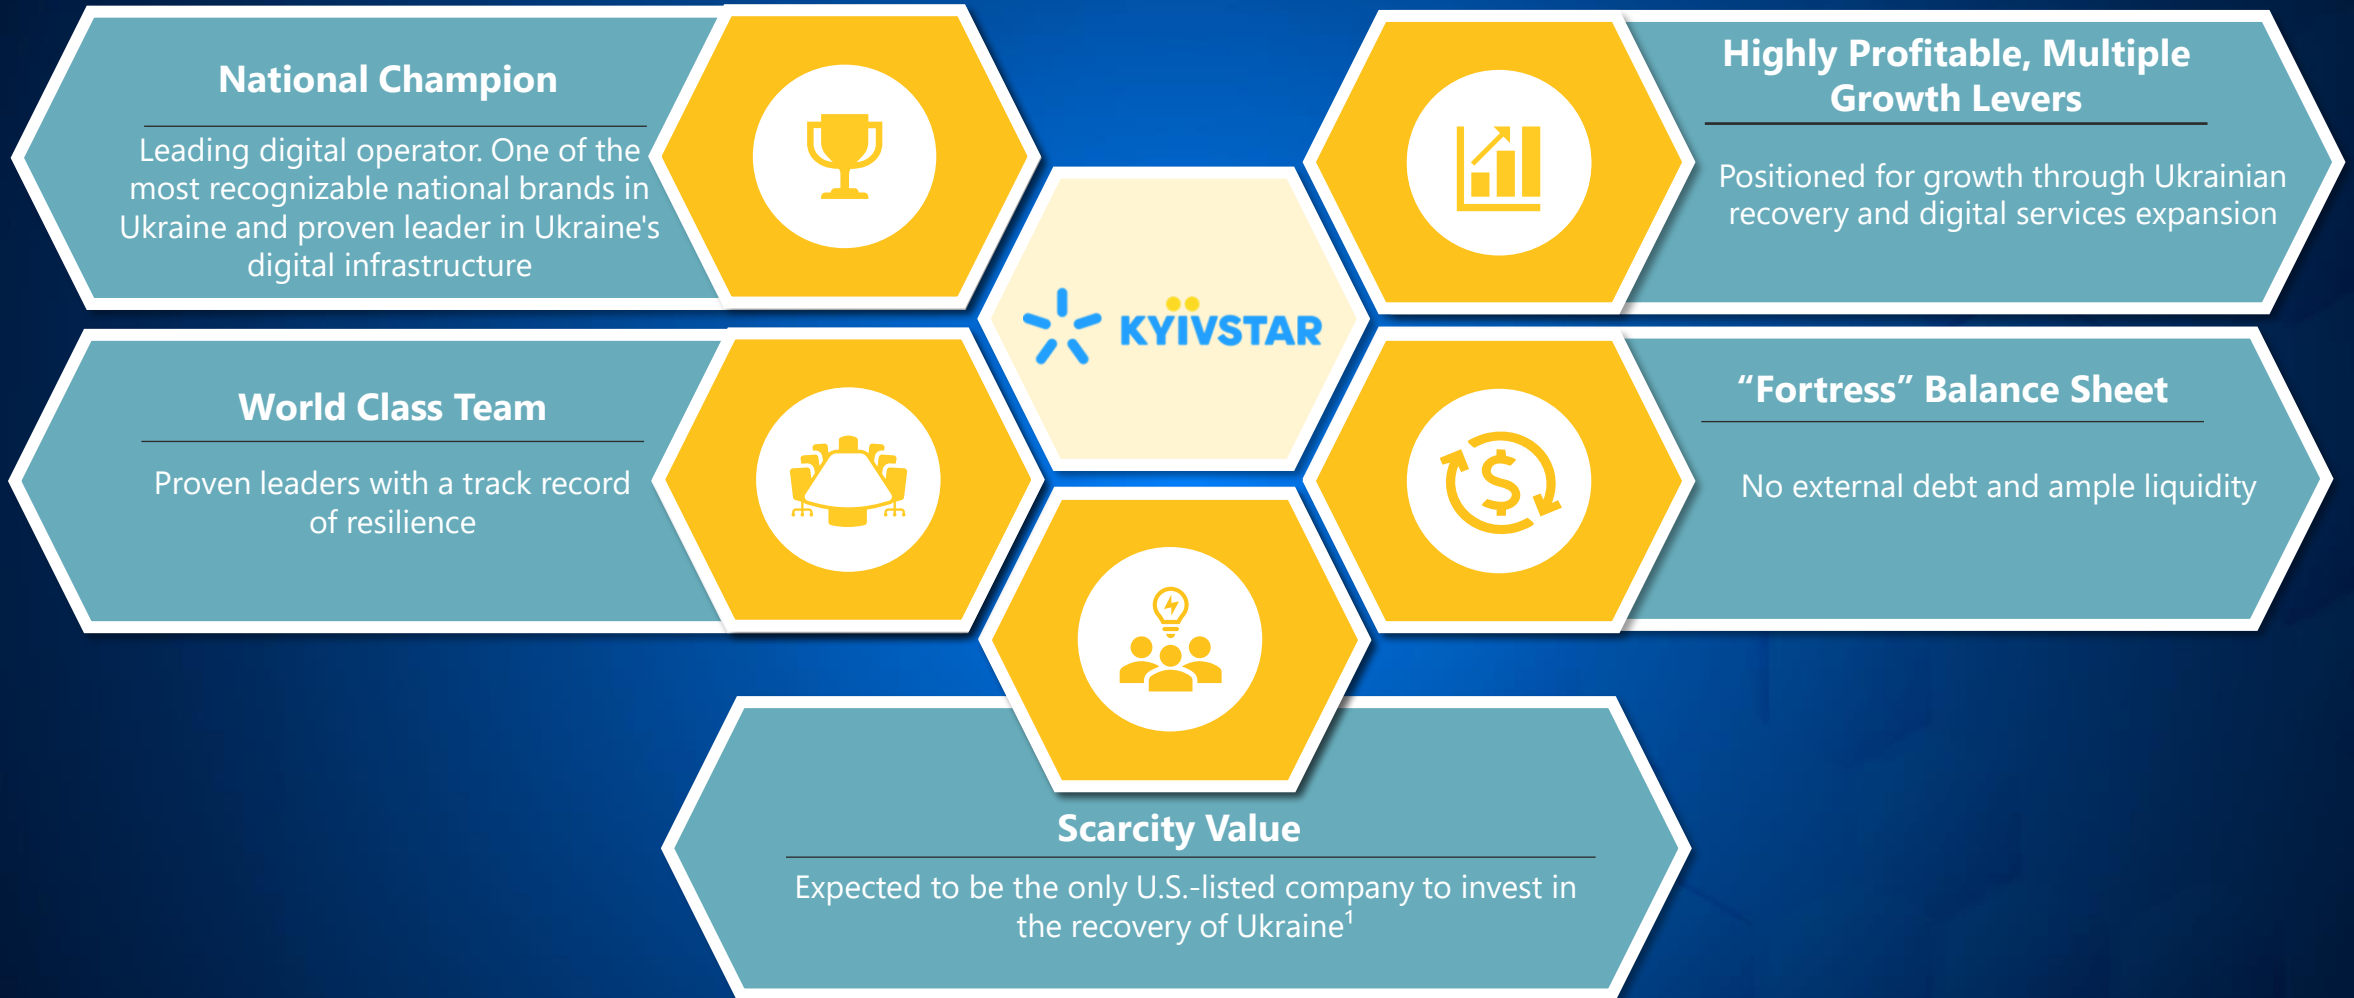 National Champion
Leading digital operator. One of the
most recognizable national brands in
Ukraine and proven leader in Ukraine's
digital infrastructure
Highly Profitable, Multiple
Growth Levers
Positioned for growth through Ukrainian
recovery and digital services expansion
KYÏVSTAR
World Class Team
Proven leaders with a track record
of resilience
“Fortress” Balance Sheet
No external debt and ample liquidity
Scarcity Value
Expected to be the only U.S.-listed company to invest in
the recovery of Ukraine¹